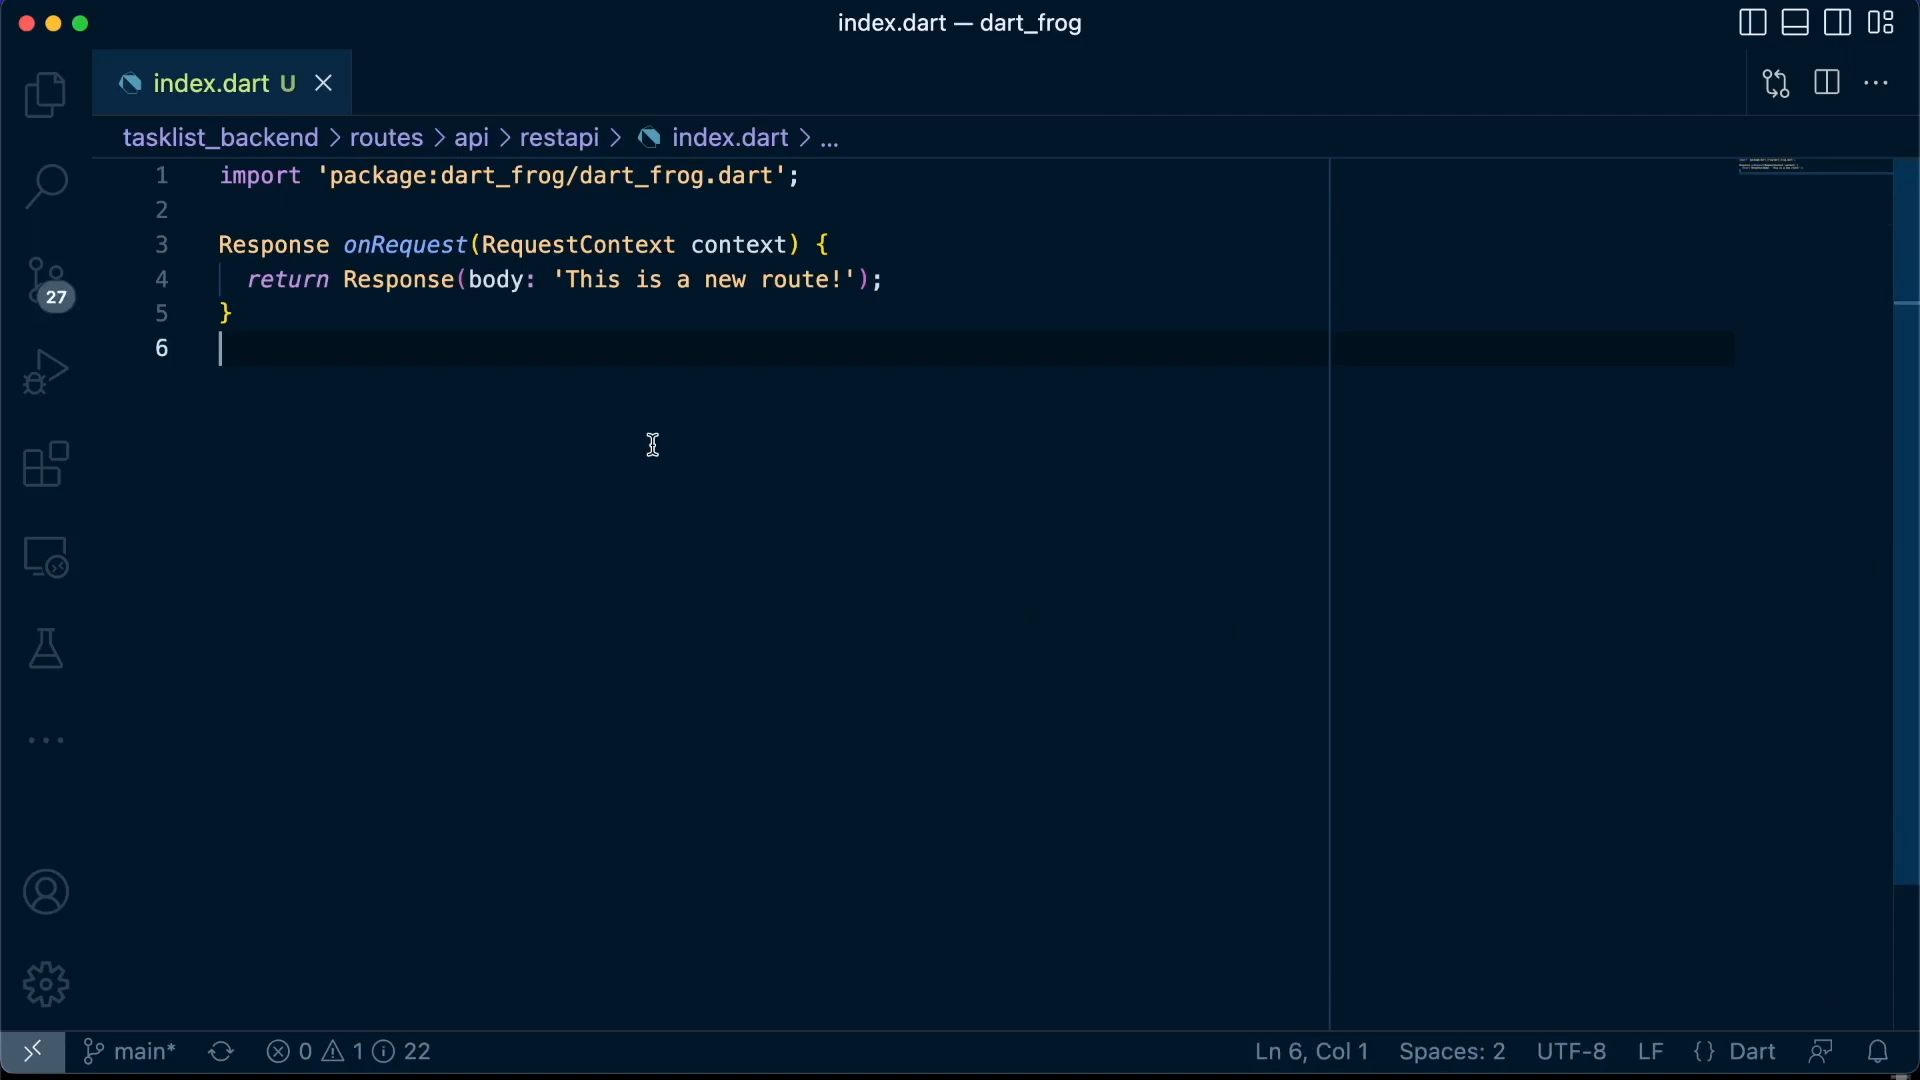 index.dart — dart_frog
index.dart U
tasklist_backend > routes > api > restapi > index.dart > ...
1 import 'package:dart_frog/dart_frog.dart';
2
3 Response onRequest(RequestContext context) {
4 return Response(body: 'This is a new route!');
5 }
6
27
main* 0 1 22 Ln 6, Col 1 Spaces: 2 UTF-8 LF {} Dart